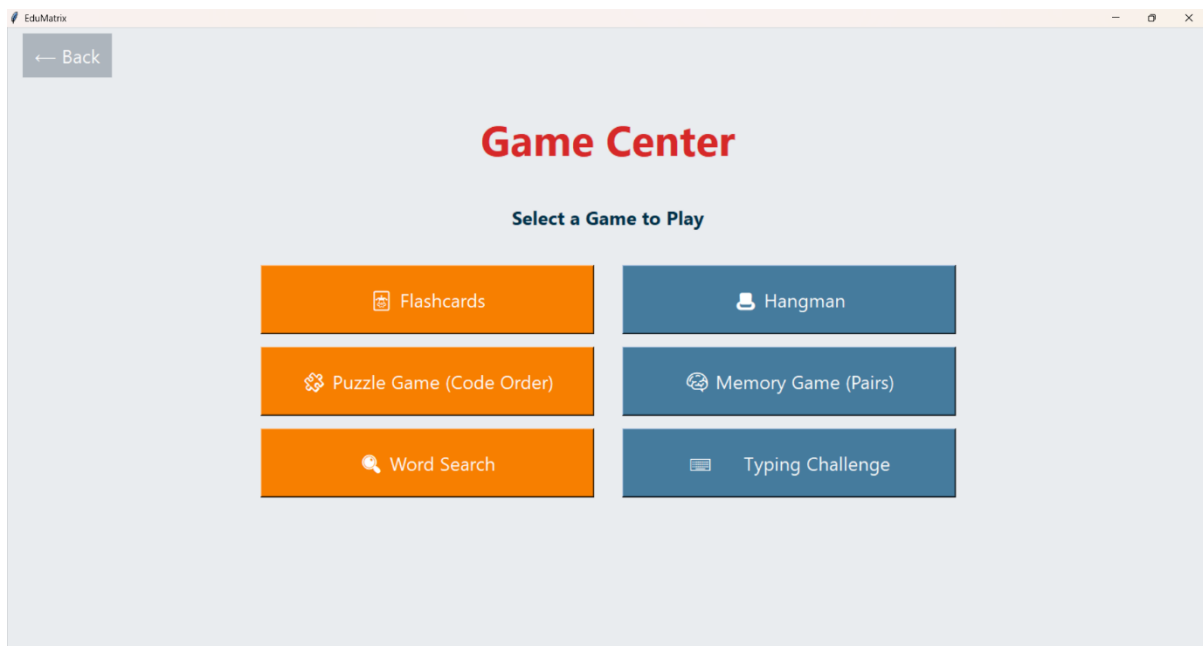 EduMatrix
← Back
Game Center
Select a Game to Play
Flashcards
Hangman
Puzzle Game (Code Order)
Memory Game (Pairs)
Word Search
Typing Challenge